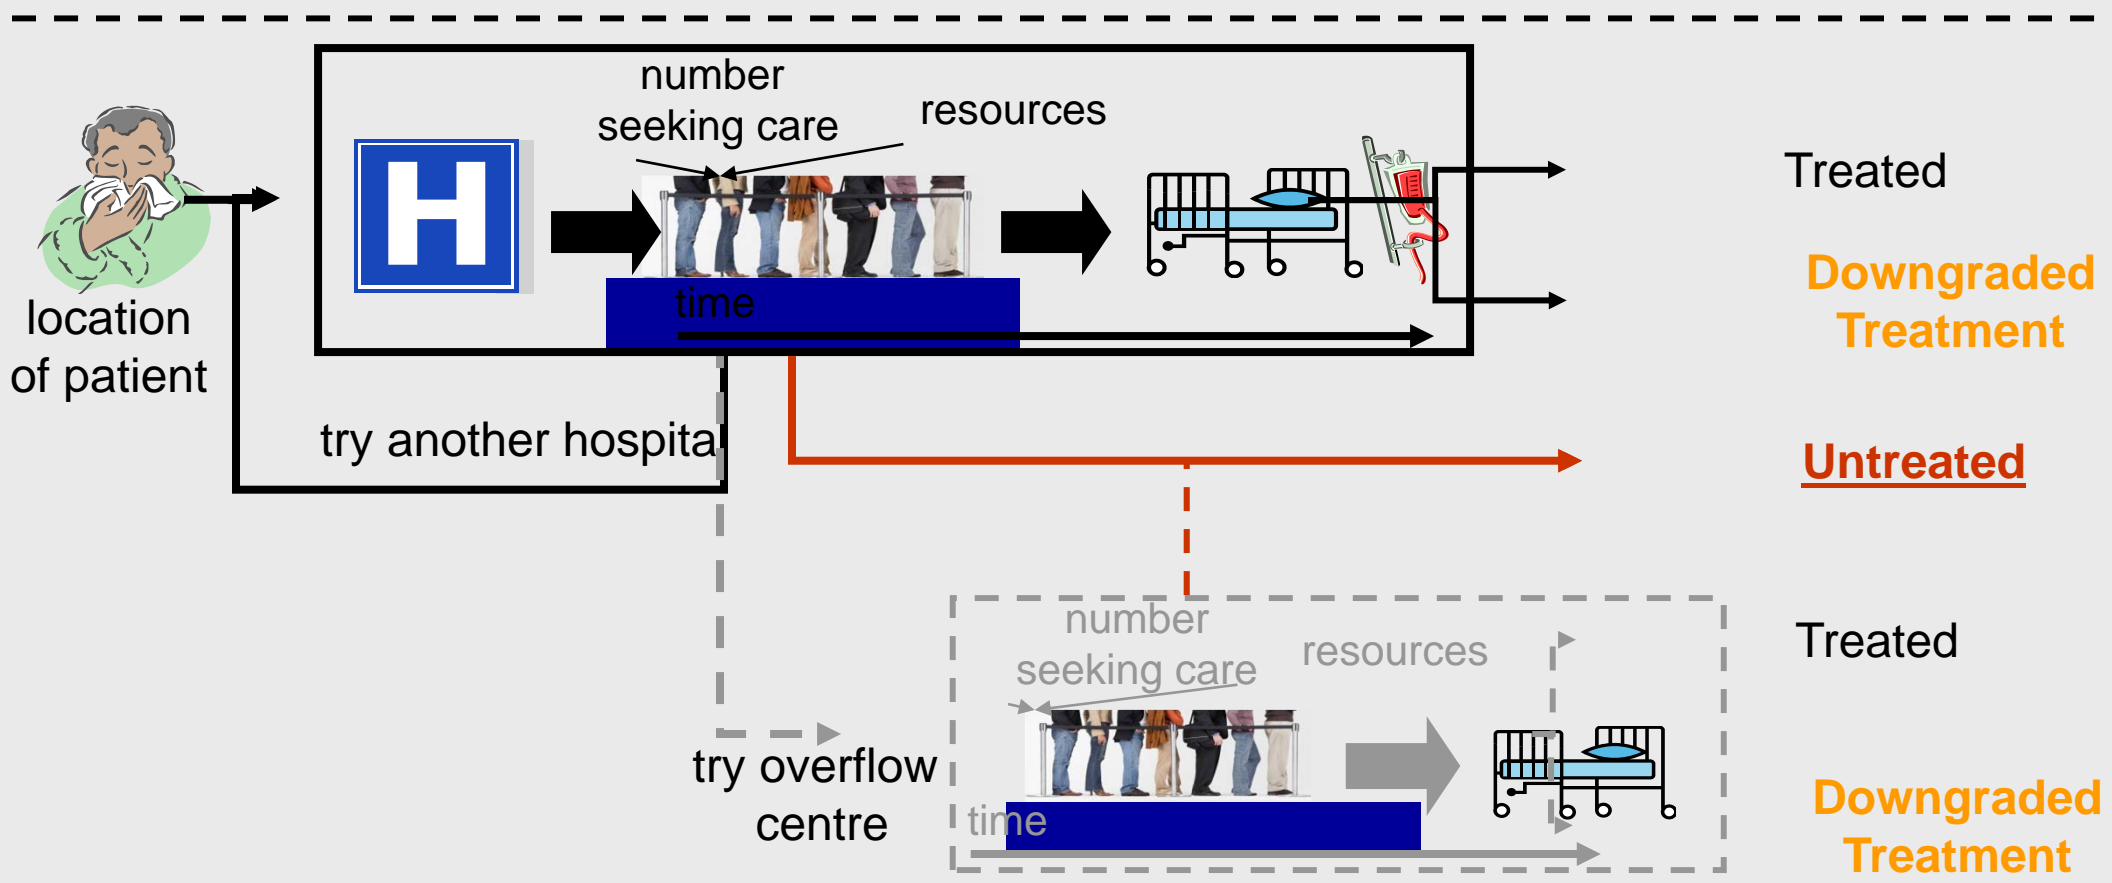 number
seeking care
resources
H
time
location
of patient
Treated
Downgraded
Treatment
try another hospita
Untreated
number
seeking care
resources
Treated
try overflow
centre
time
Downgraded
Treatment